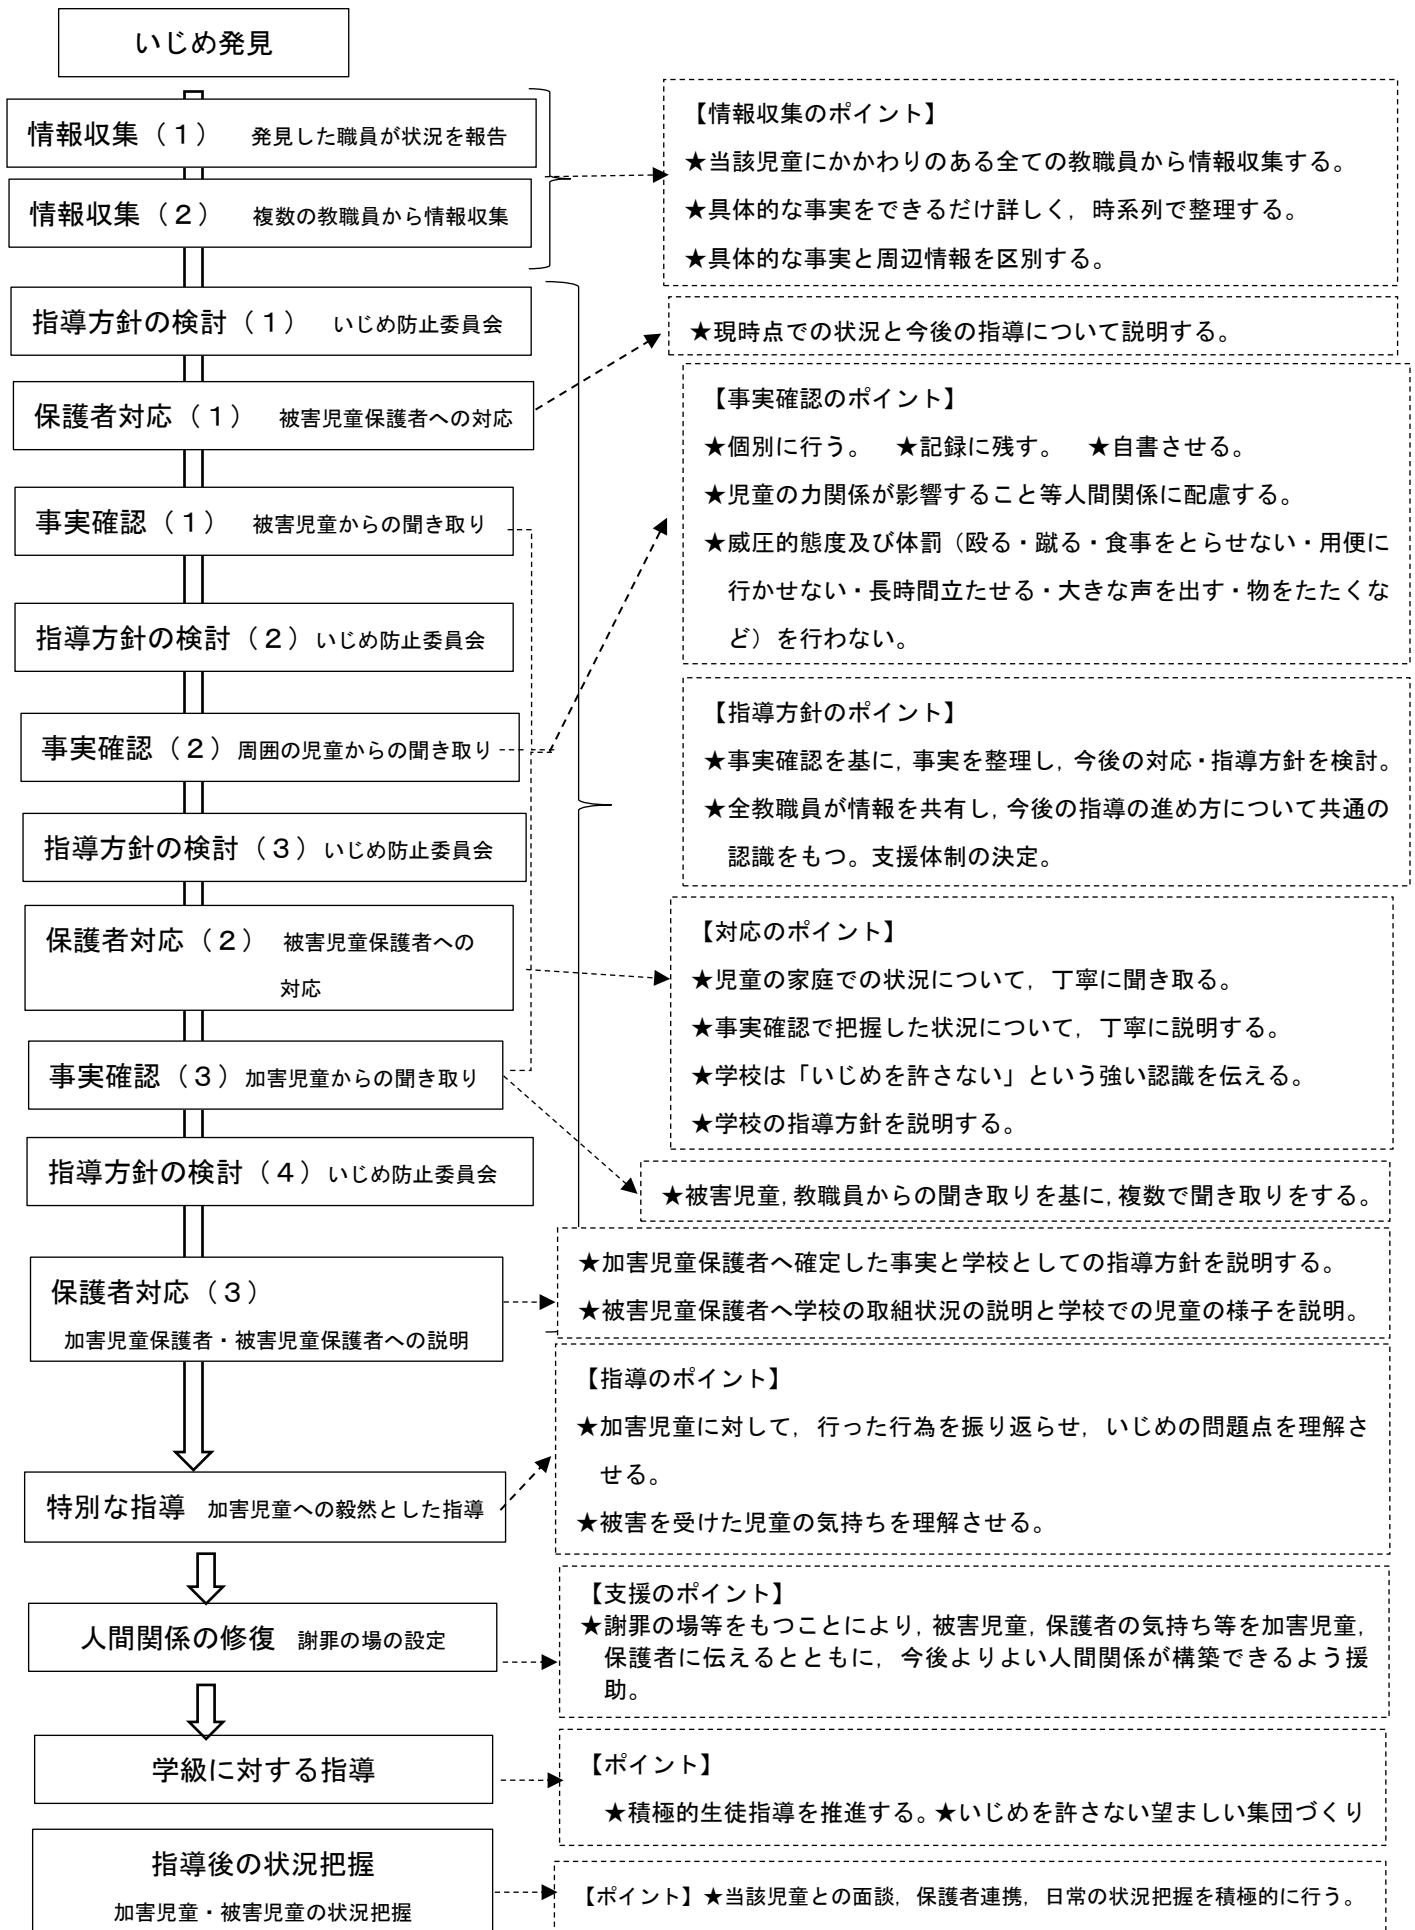 いじめ発見
情報収集（１）　発見した職員が状況を報告
情報収集（２）　複数の教職員から情報収集
【情報収集のポイント】
★当該児童にかかわりのある全ての教職員から情報収集する。
★具体的な事実をできるだけ詳しく，時系列で整理する。
★具体的な事実と周辺情報を区別する。
指導方針の検討（１）　いじめ防止委員会
★現時点での状況と今後の指導について説明する。
保護者対応（１）　被害児童保護者への対応
【事実確認のポイント】
★個別に行う。　★記録に残す。　★自書させる。
★児童の力関係が影響すること等人間関係に配慮する。
★威圧的態度及び体罰（殴る・蹴る・食事をとらせない・用便に
行かせない・長時間立たせる・大きな声を出す・物をたたくな
ど）を行わない。
事実確認（１）　被害児童からの聞き取り
指導方針の検討（２）いじめ防止委員会
事実確認（２）周囲の児童からの聞き取り
【指導方針のポイント】
★事実確認を基に，事実を整理し，今後の対応・指導方針を検討。
★全教職員が情報を共有し，今後の指導の進め方について共通の
認識をもつ。支援体制の決定。
指導方針の検討（３）いじめ防止委員会
保護者対応（２）　被害児童保護者への
対応
【対応のポイント】
★児童の家庭での状況について，丁寧に聞き取る。
★事実確認で把握した状況について，丁寧に説明する。
★学校は「いじめを許さない」という強い認識を伝える。
★学校の指導方針を説明する。
事実確認（３）加害児童からの聞き取り
指導方針の検討（４）いじめ防止委員会
★被害児童，教職員からの聞き取りを基に，複数で聞き取りをする。
保護者対応（３）
加害児童保護者・被害児童保護者への説明
★加害児童保護者へ確定した事実と学校としての指導方針を説明する。
★被害児童保護者へ学校の取組状況の説明と学校での児童の様子を説明。
【指導のポイント】
★加害児童に対して，行った行為を振り返らせ，いじめの問題点を理解さ
せる。
★被害を受けた児童の気持ちを理解させる。
特別な指導　加害児童への毅然とした指導
人間関係の修復　謝罪の場の設定
【支援のポイント】
★謝罪の場等をもつことにより，被害児童，保護者の気持ち等を加害児童，
保護者に伝えるとともに，今後よりよい人間関係が構築できるよう援
助。
学級に対する指導
【ポイント】
★積極的生徒指導を推進する。★いじめを許さない望ましい集団づくり
指導後の状況把握
加害児童・被害児童の状況把握
【ポイント】★当該児童との面談，保護者連携，日常の状況把握を積極的に行う。